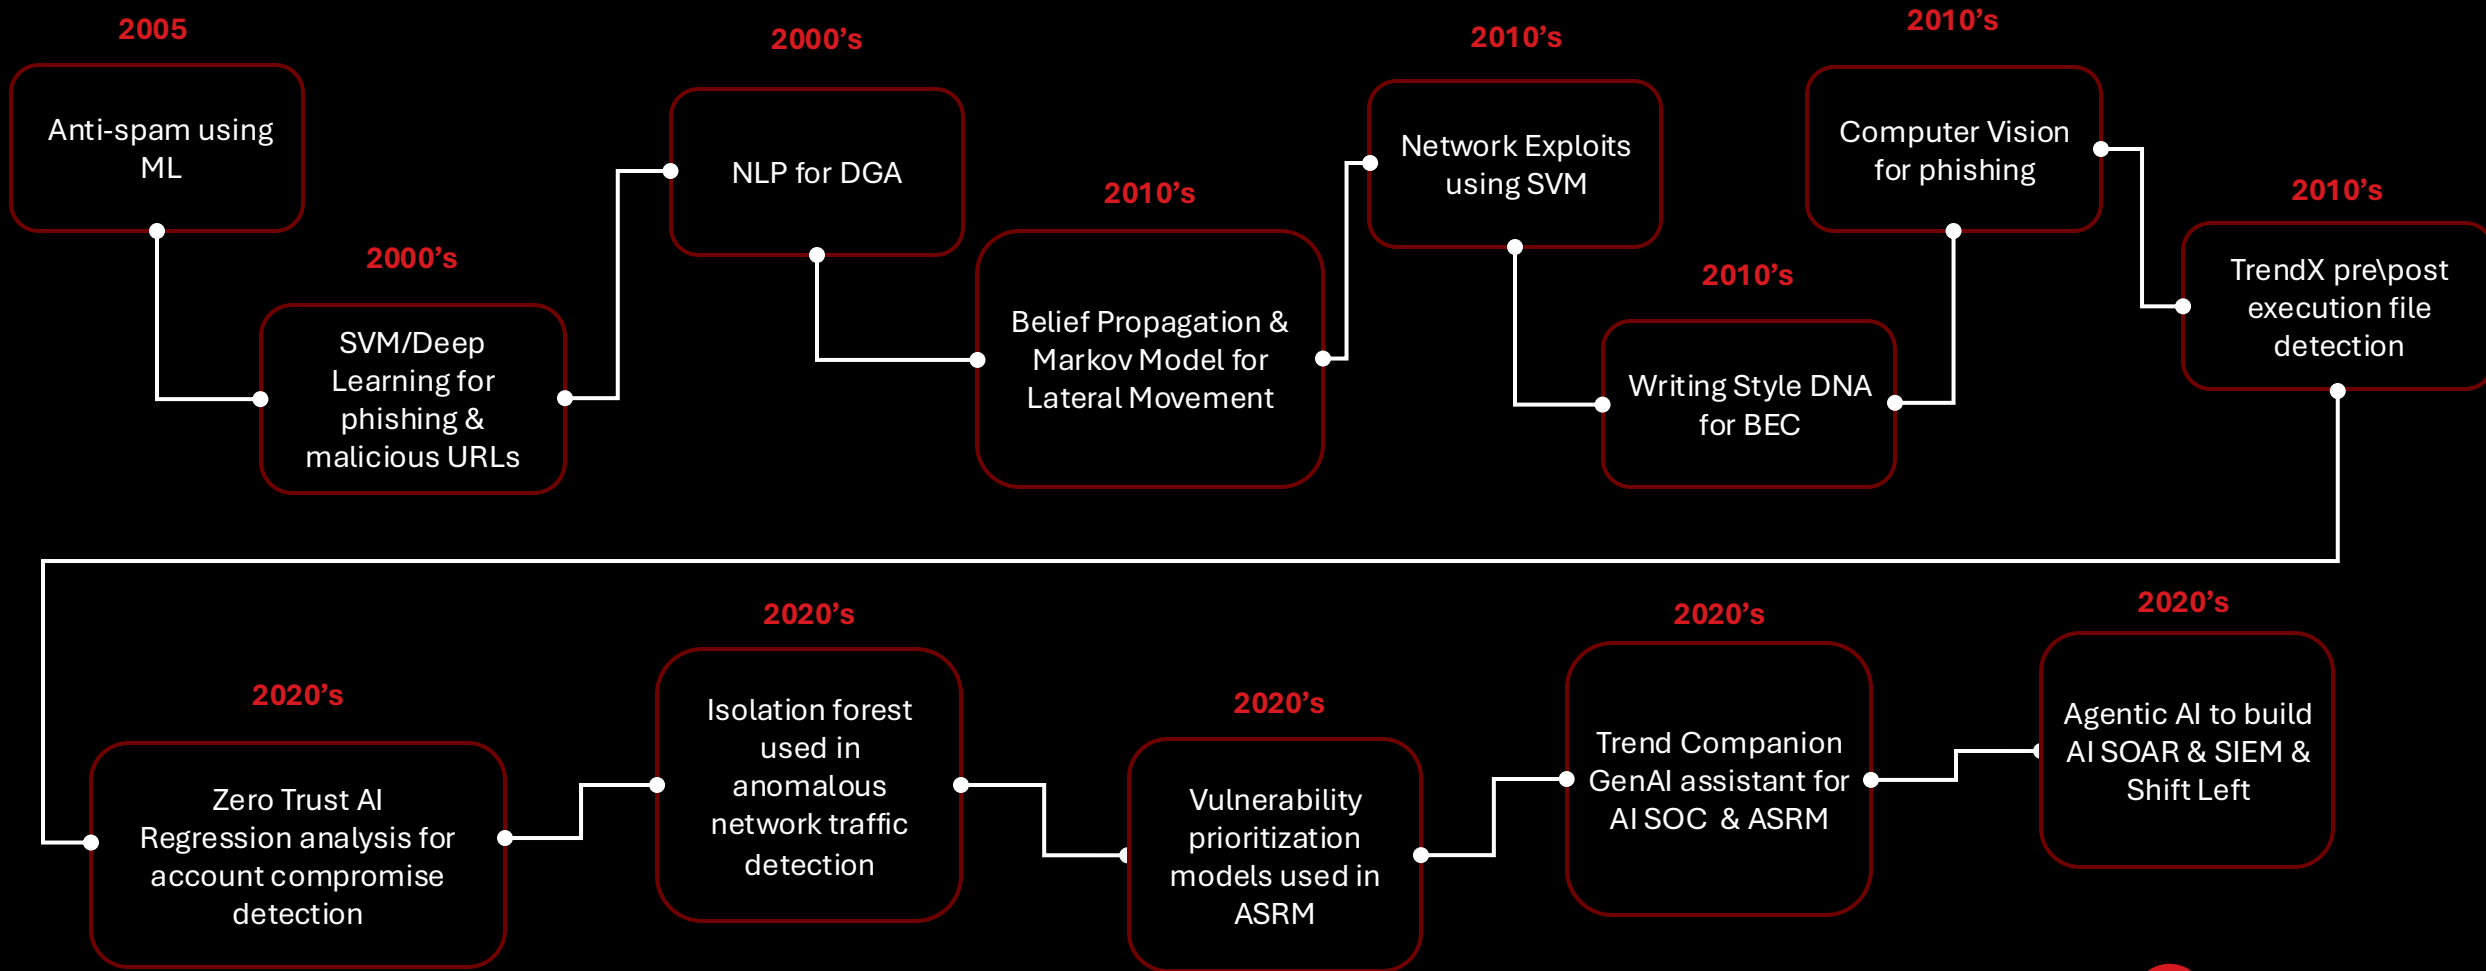 2005
Anti-spam using
ML
2000's
SVM/Deep
Learning for
phishing &
malicious URLs
2000's
NLP for DGA
2010's
Belief Propagation &
Markov Model for
Lateral Movement
2010's
Network Exploits
using SVM
2010's
Writing Style DNA
for BEC
2010's
Computer Vision
for phishing
2010's
TrendX pre\post
execution file
detection
2020's
Zero Trust AI
Regression analysis for
account compromise
detection
2020's
Isolation forest
used in
anomalous
network traffic
detection
2020's
Vulnerability
prioritization
models used in
ASRM
2020's
Trend Companion
GenAI assistant for
AI SOC & ASRM
2020's
Agentic AI to build
AI SOAR & SIEM &
Shift Left